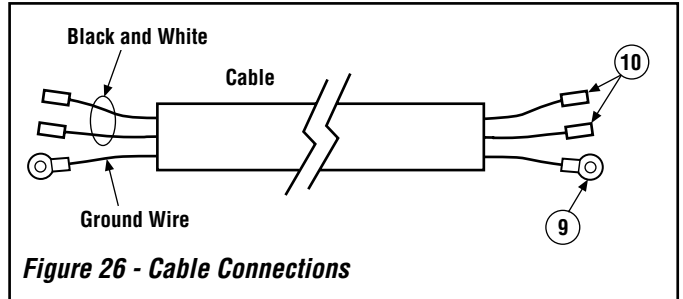 Black and White
Cable
10
Ground Wire
9
Figure 26 - Cable Connections